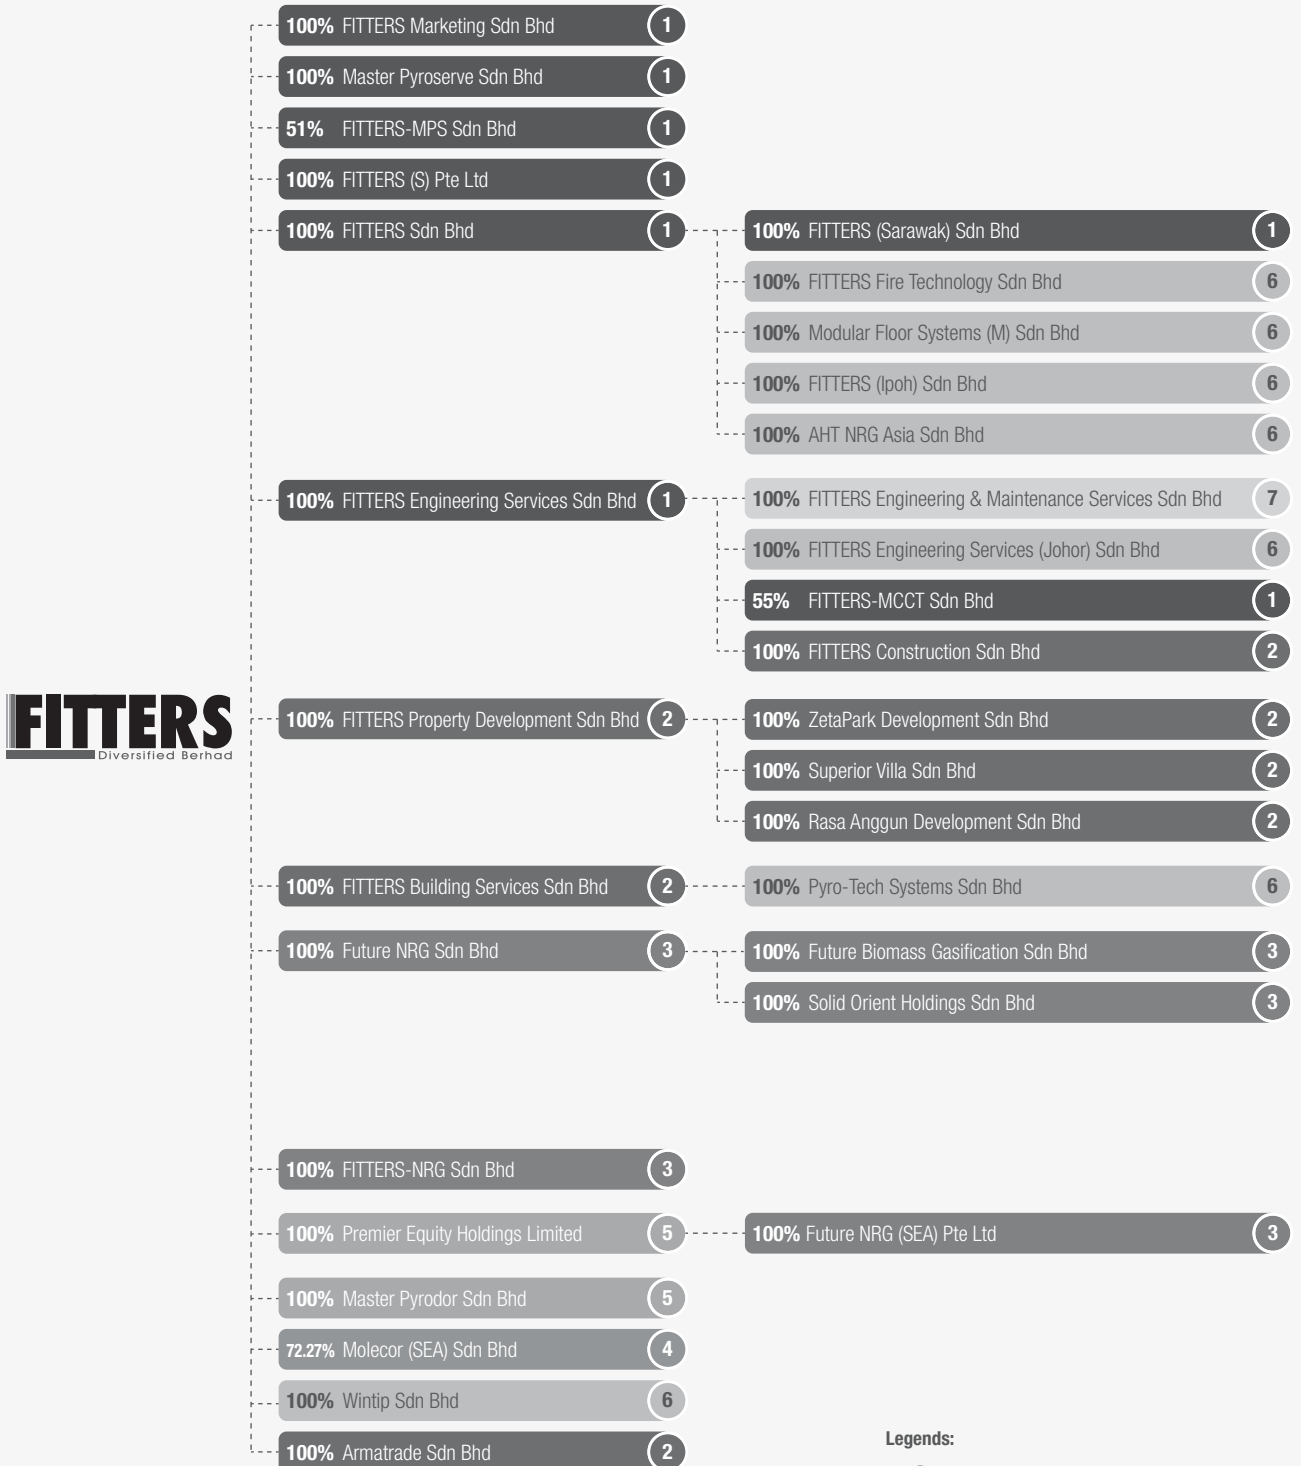 100% FITTERS Marketing Sdn Bhd 1
100% Master Pyroserve Sdn Bhd 1
51% FITTERS-MPS Sdn Bhd 1
100% FITTERS (S) Pte Ltd 1
100% FITTERS Sdn Bhd 1
100% FITTERS (Sarawak) Sdn Bhd 1
100% FITTERS Fire Technology Sdn Bhd 6
100% Modular Floor Systems (M) Sdn Bhd 6
100% FITTERS (Ipoh) Sdn Bhd 6
100% AHT NRG Asia Sdn Bhd 6
100% FITTERS Engineering Services Sdn Bhd 1
100% FITTERS Engineering & Maintenance Services Sdn Bhd 7
100% FITTERS Engineering Services (Johor) Sdn Bhd 6
55% FITTERS-MCCT Sdn Bhd 1
100% FITTERS Construction Sdn Bhd 2
FITTERS
Diversified Berhad
100% FITTERS Property Development Sdn Bhd 2
100% ZetaPark Development Sdn Bhd 2
100% Superior Villa Sdn Bhd 2
100% Rasa Anggun Development Sdn Bhd 2
100% FITTERS Building Services Sdn Bhd 2
100% Pyro-Tech Systems Sdn Bhd 6
100% Future NRG Sdn Bhd 3
100% Future Biomass Gasification Sdn Bhd 3
100% Solid Orient Holdings Sdn Bhd 3
100% FITTERS-NRG Sdn Bhd 3
100% Premier Equity Holdings Limited 5
100% Future NRG (SEA) Pte Ltd 3
100% Master Pyrodor Sdn Bhd 5
72.27% Molecor (SEA) Sdn Bhd 4
100% Wintip Sdn Bhd 6
100% Armatrade Sdn Bhd 2
Legends: